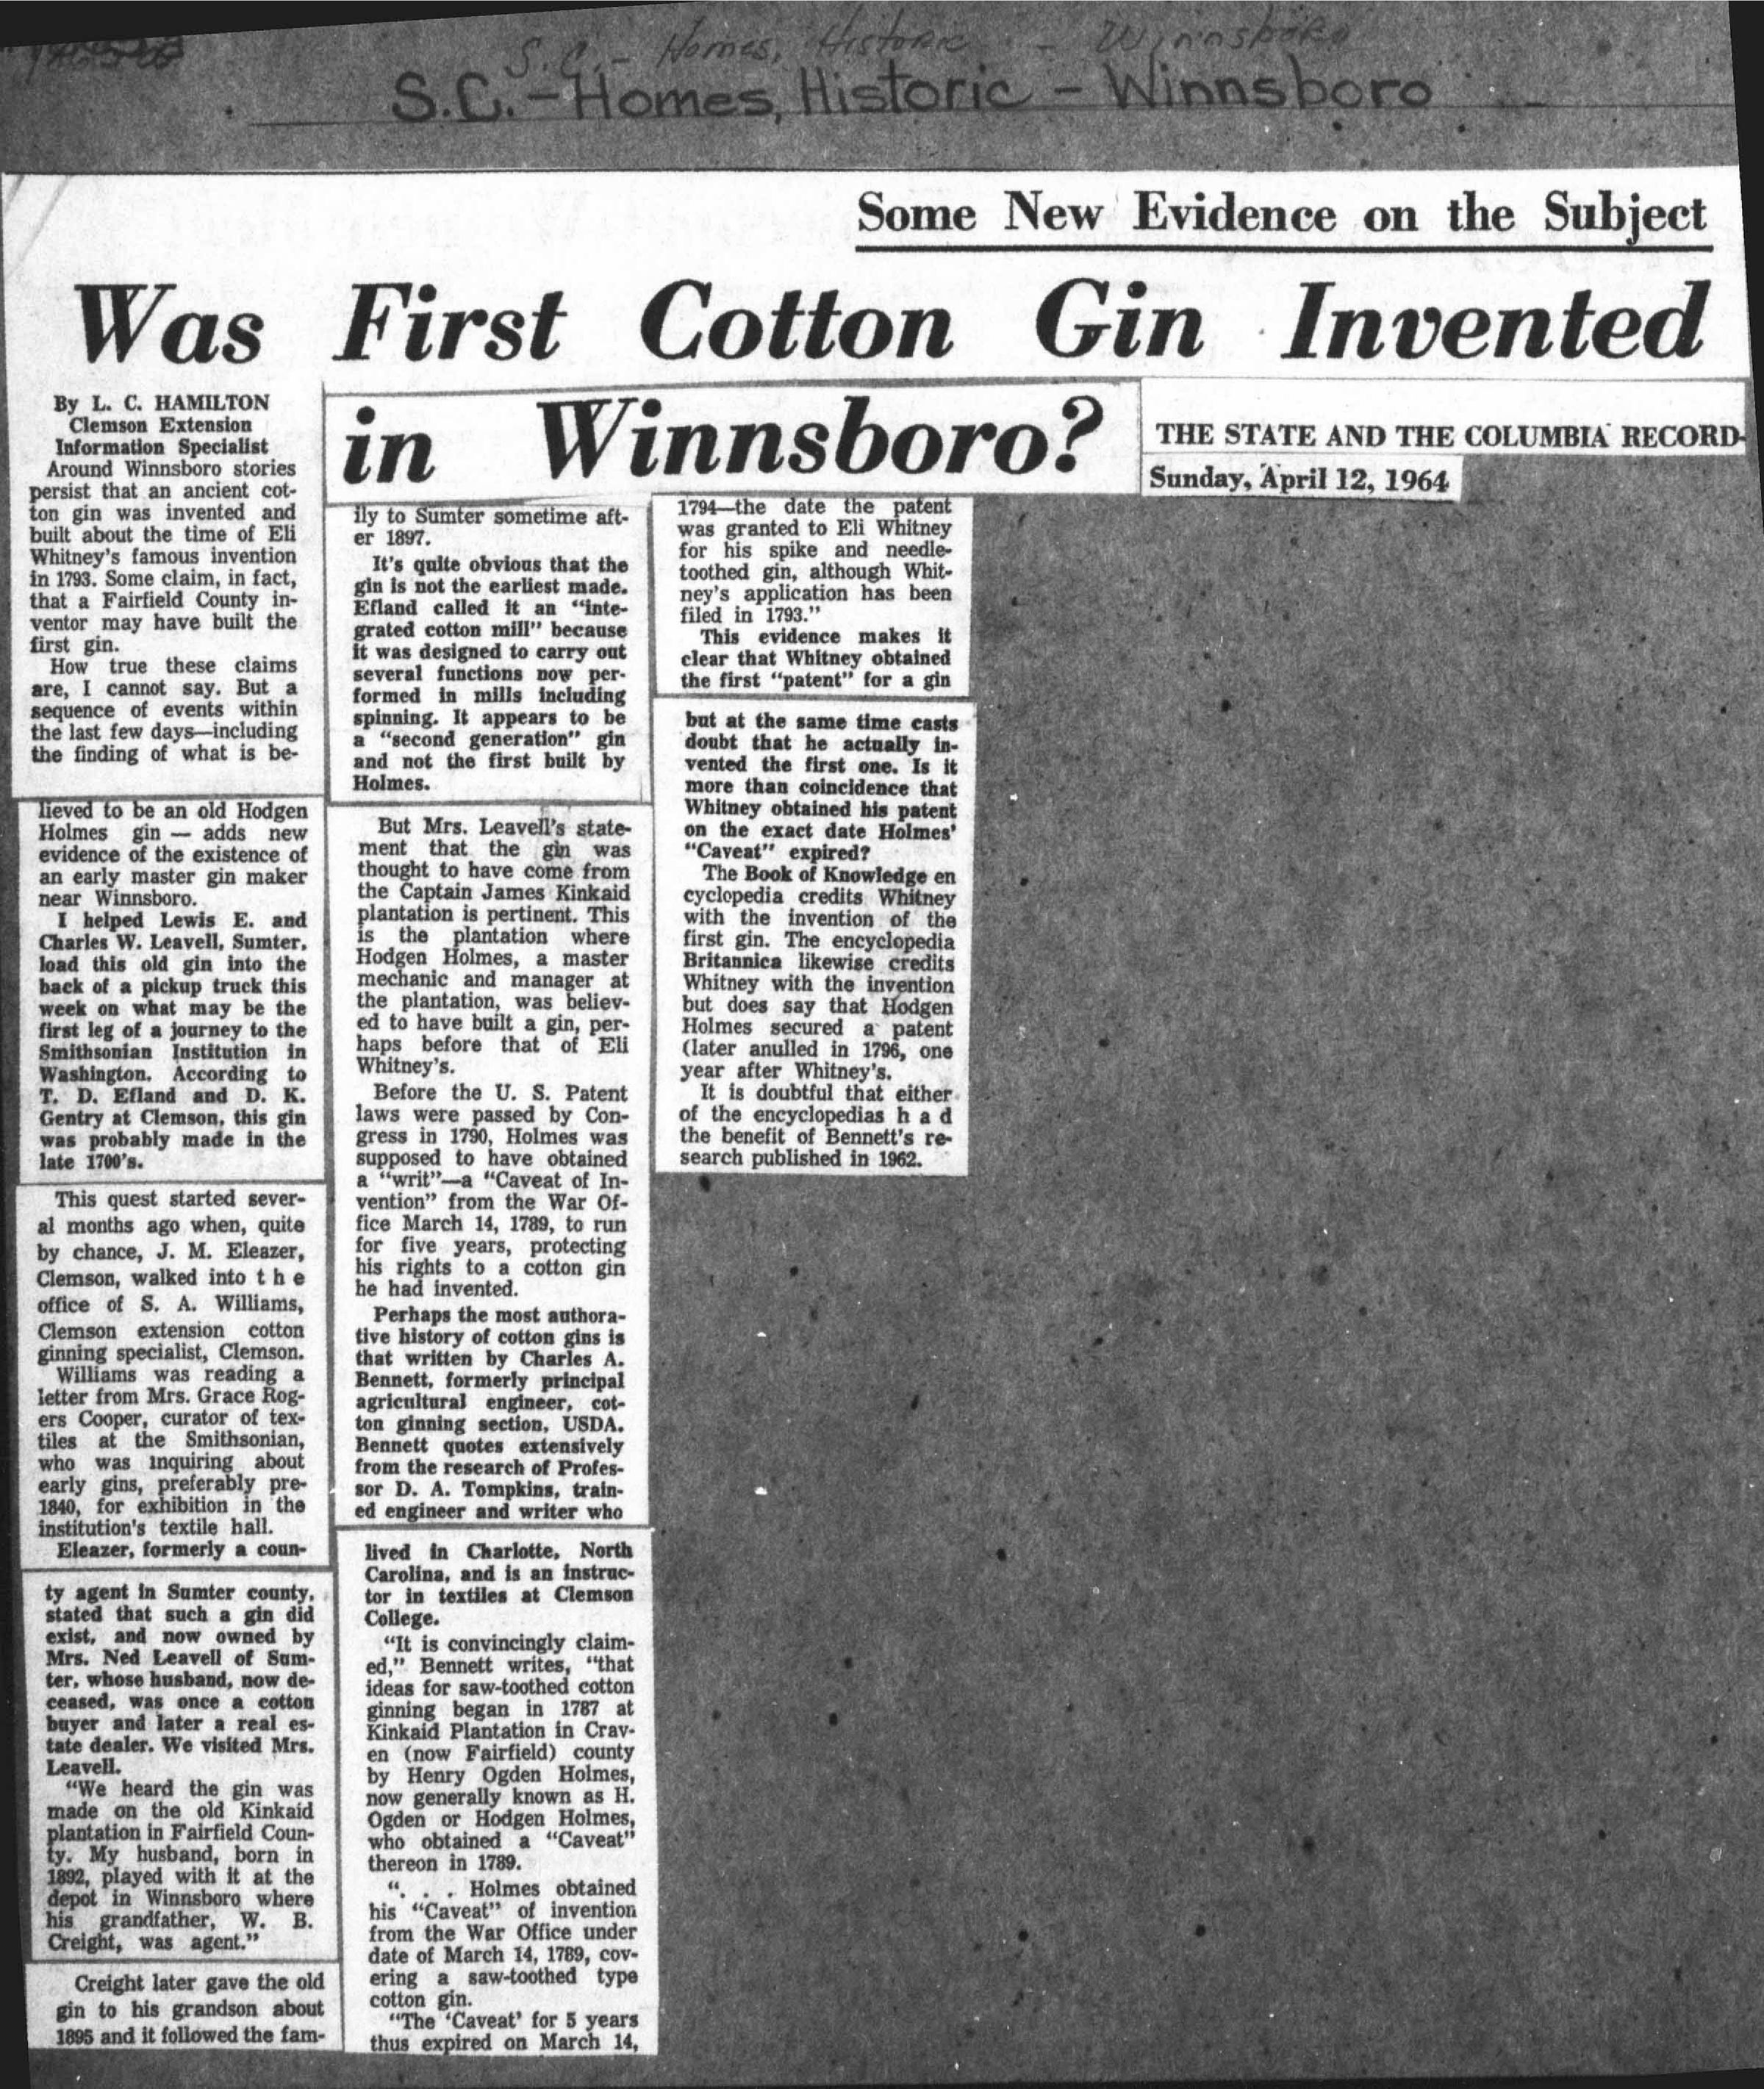 S.C. - Homes, Historic - Winnsboro
S.C. - Homes, Historic - Winnsboro
Some New Evidence on the Subject
Was First Cotton Gin Invented
in Winnsboro?
THE STATE AND THE COLUMBIA RECORD-
Sunday, April 12, 1964
By L. C. HAMILTON
Clemson Extension
Information Specialist
Around Winnsboro stories
persist that an ancient cot-
ton gin was invented and
built about the time of Eli
Whitney's famous invention
in 1793. Some claim, in fact,
that a Fairfield County in-
ventor may have built the
first gin.
How true these claims
are, I cannot say. But a
sequence of events within
the last few days—including
the finding of what is be-
lieved to be an old Hodgen
Holmes gin — adds new
evidence of the existence of
an early master gin maker
near Winnsboro.
I helped Lewis E. and
Charles W. Leavell, Sumter,
load this old gin into the
back of a pickup truck this
week on what may be the
first leg of a journey to the
Smithsonian Institution in
Washington. According to
T. D. Efland and D. K.
Gentry at Clemson, this gin
was probably made in the
late 1700's.
This quest started sever-
al months ago when, quite
by chance, J. M. Eleazer,
Clemson, walked into t h e
office of S. A. Williams,
Clemson extension cotton
ginning specialist, Clemson.
Williams was reading a
letter from Mrs. Grace Rog-
ers Cooper, curator of tex-
tiles at the Smithsonian,
who was inquiring about
early gins, preferably pre-
1840, for exhibition in the
institution's textile hall.
Eleazer, formerly a coun-
ty agent in Sumter county,
stated that such a gin did
exist, and now owned by
Mrs. Ned Leavell of Sum-
ter, whose husband, now de-
ceased, was once a cotton
buyer and later a real es-
tate dealer. We visited Mrs.
Leavell.
"We heard the gin was
made on the old Kinkaid
plantation in Fairfield Coun-
ty. My husband, born in
1892, played with it at the
depot in Winnsboro where
his grandfather, W. B.
Creight, was agent."
Creight later gave the old
gin to his grandson about
1895 and it followed the fam-
ily to Sumter sometime aft-
er 1897.
It's quite obvious that the
gin is not the earliest made.
Efland called it an "inte-
grated cotton mill" because
it was designed to carry out
several functions now per-
formed in mills including
spinning. It appears to be
a "second generation" gin
and not the first built by
Holmes.
But Mrs. Leavell's state-
ment that the gin was
thought to have come from
the Captain James Kinkaid
plantation is pertinent. This
is the plantation where
Hodgen Holmes, a master
mechanic and manager at
the plantation, was believ-
ed to have built a gin, per-
haps before that of Eli
Whitney's.
Before the U. S. Patent
laws were passed by Con-
gress in 1790, Holmes was
supposed to have obtained
a "writ"—a "Caveat of In-
vention" from the War Of-
fice March 14, 1789, to run
for five years, protecting
his rights to a cotton gin
he had invented.
Perhaps the most authora-
tive history of cotton gins is
that written by Charles A.
Bennett, formerly principal
agricultural engineer, cot-
ton ginning section, USDA.
Bennett quotes extensively
from the research of Profes-
sor D. A. Tompkins, train-
ed engineer and writer who
lived in Charlotte, North
Carolina, and is an instruc-
tor in textiles at Clemson
College.
"It is convincingly claim-
ed," Bennett writes, "that
ideas for saw-toothed cotton
ginning began in 1787 at
Kinkaid Plantation in Crav-
en (now Fairfield) county
by Henry Ogden Holmes,
now generally known as H.
Ogden or Hodgen Holmes,
who obtained a "Caveat"
thereon in 1789.
". . . Holmes obtained
his "Caveat" of invention
from the War Office under
date of March 14, 1789, cov-
ering a saw-toothed type
cotton gin.
"The 'Caveat' for 5 years
thus expired on March 14,
1794—the date the patent
was granted to Eli Whitney
for his spike and needle-
toothed gin, although Whit-
ney's application has been
filed in 1793."
This evidence makes it
clear that Whitney obtained
the first "patent" for a gin
but at the same time casts
doubt that he actually in-
vented the first one. Is it
more than coincidence that
Whitney obtained his patent
on the exact date Holmes'
"Caveat" expired?
The Book of Knowledge en
cyclopedia credits Whitney
with the invention of the
first gin. The encyclopedia
Britannica likewise credits
Whitney with the invention
but does say that Hodgen
Holmes secured a patent
(later anulled in 1796, one
year after Whitney's.
It is doubtful that either
of the encyclopedias h a d
the benefit of Bennett's re-
search published in 1962.